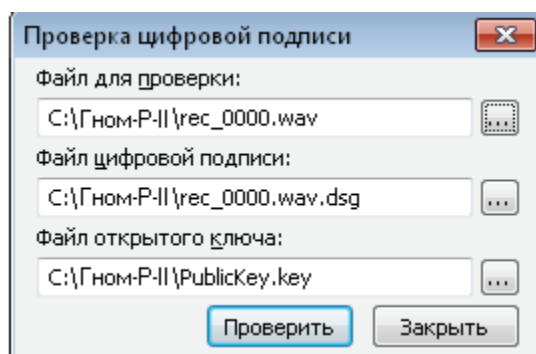 Проверка цифровой подписи
Файл для проверки:
C:\Гном-Р-II\rec_0000.wav
...
Файл цифровой подписи:
C:\Гном-Р-II\rec_0000.wav.dsg
...
Файл открытого ключа:
C:\Гном-Р-II\PublicKey.key
...
Проверить Закрыть